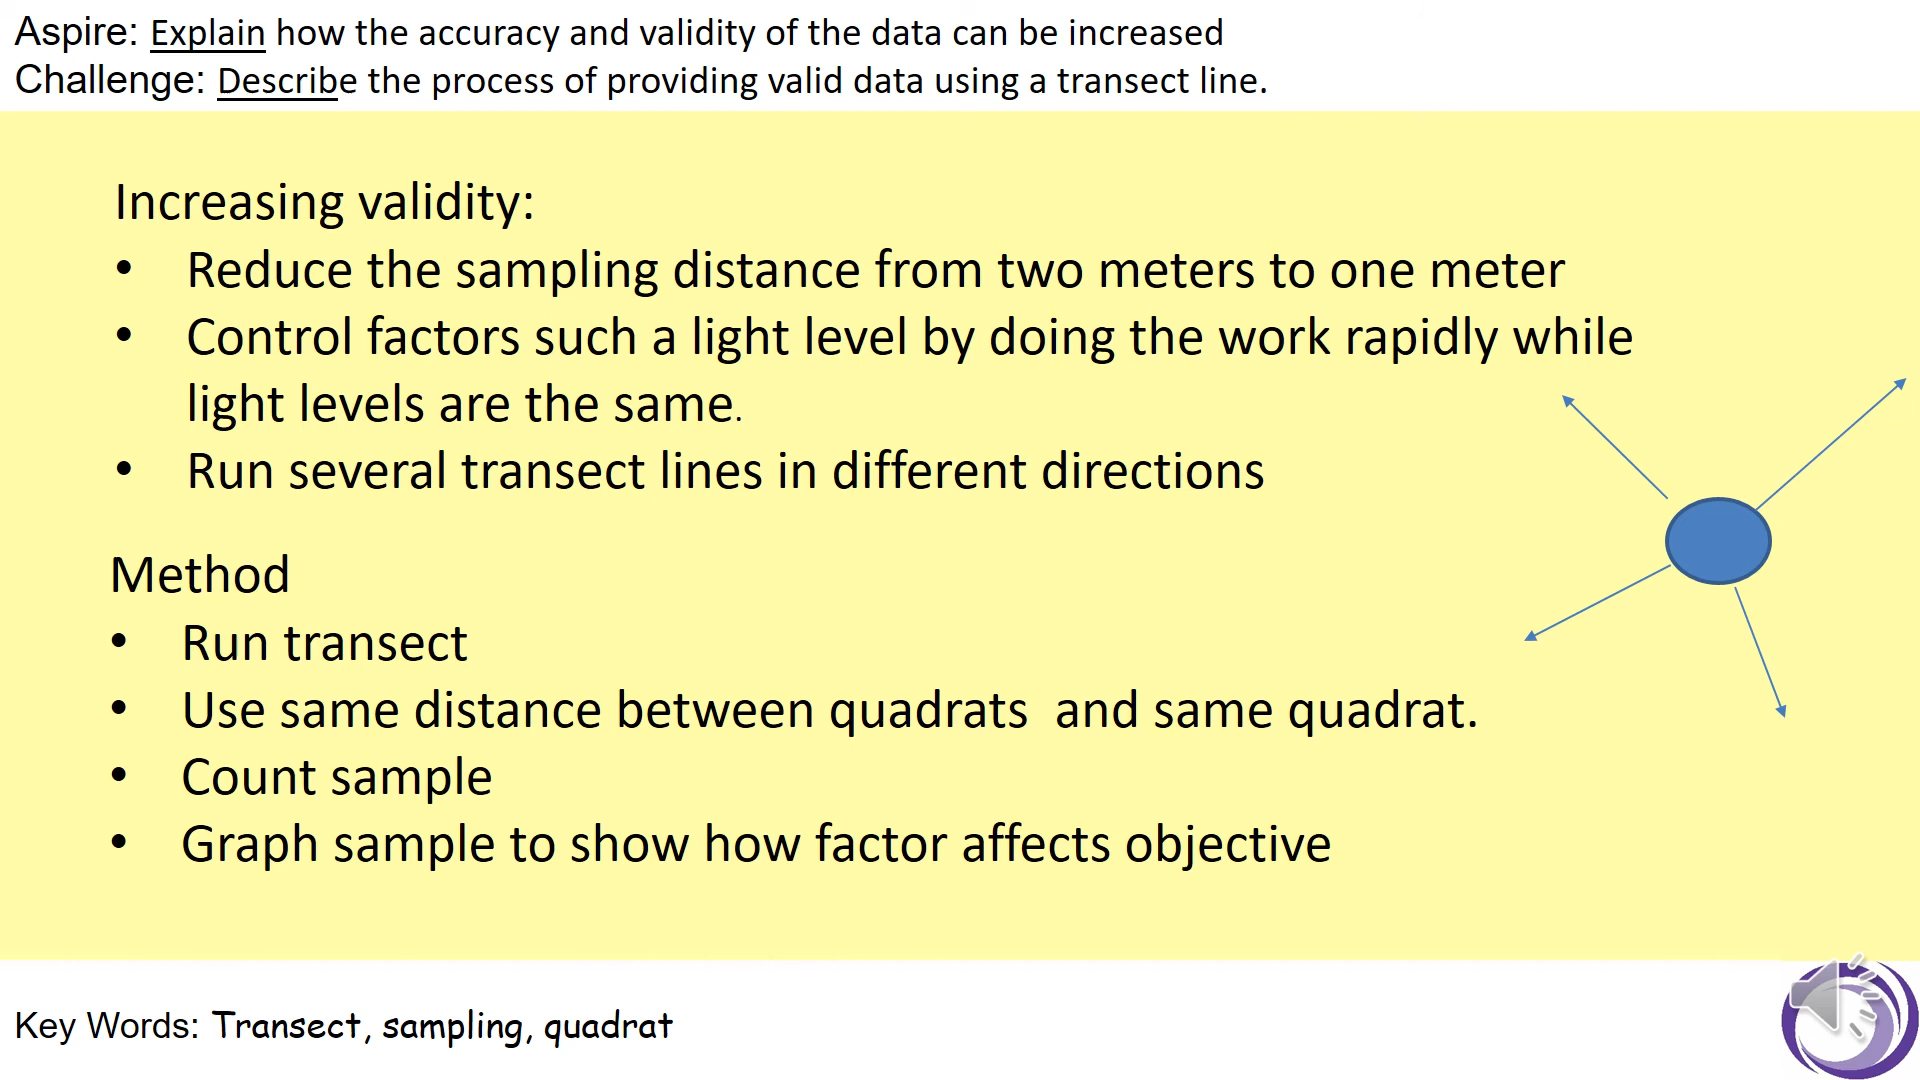 Aspire: Explain how the accuracy and validity of the data can be increased
Challenge: Describe the process of providing valid data using a transect line.
Increasing validity:
• Reduce the sampling distance from two meters to one meter
• Control factors such a light level by doing the work rapidly while
light levels are the same.
• Run several transect lines in different directions
Method
• Run transect
• Use same distance between quadrats  and same quadrat.
• Count sample
• Graph sample to show how factor affects objective
Key Words: Transect, sampling, quadrat